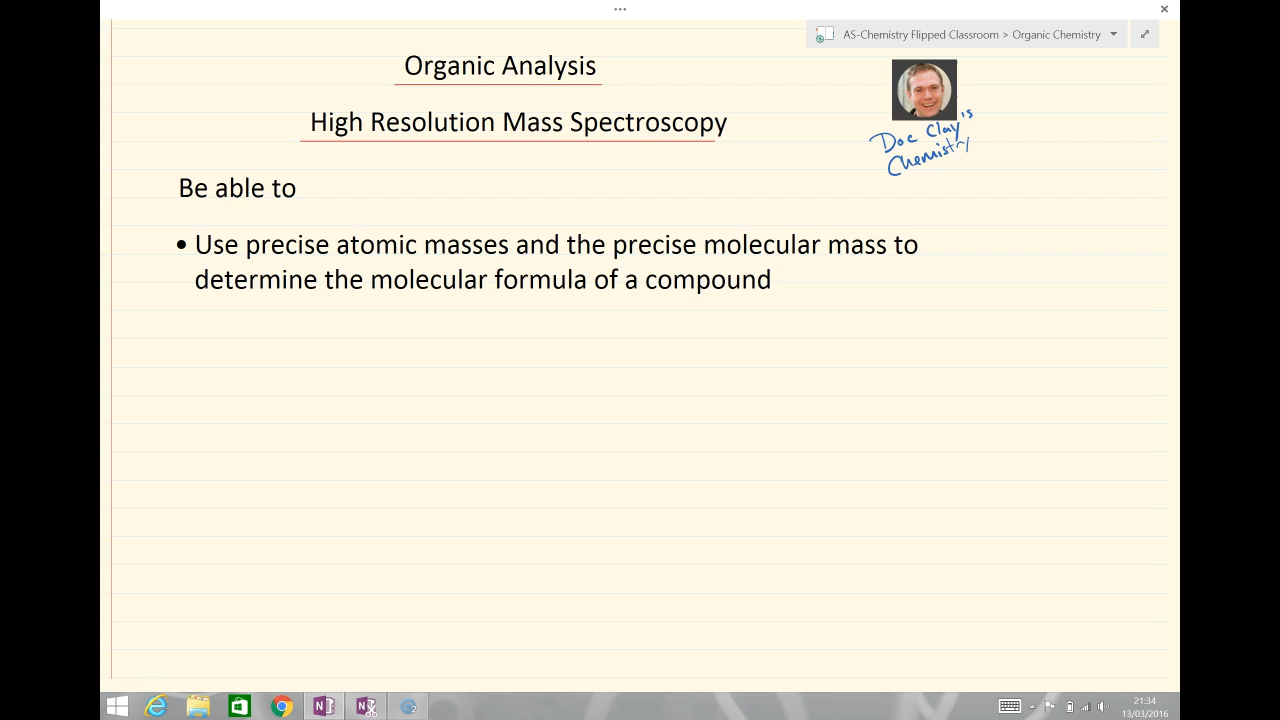 AS-Chemistry Flipped Classroom > Organic Chemistry
Organic Analysis
High Resolution Mass Spectroscopy
Doc Clay's
Chemistry
Be able to
• Use precise atomic masses and the precise molecular mass to
determine the molecular formula of a compound
21:34
13/03/2016